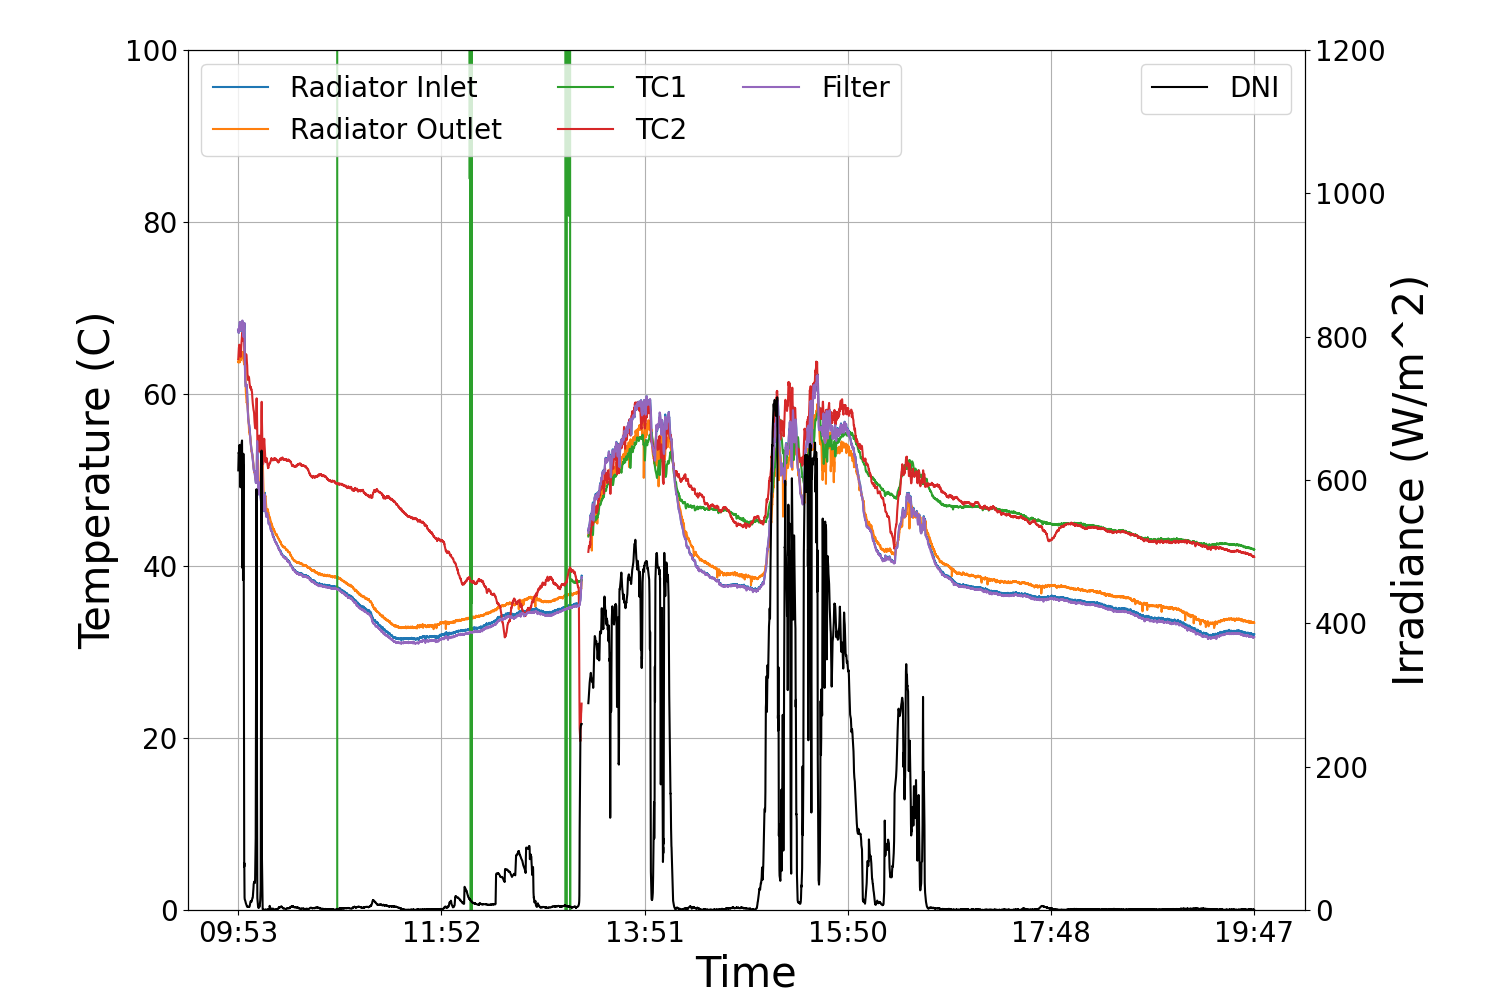 100
80
60
40
20
0
Temperature (C)
Radiator Inlet
Radiator Outlet
TC1
TC2
Filter
DNI
1200
1000
800
600
400
200
0
Irradiance (W/m^2)
09:53 11:52 13:51 15:50 17:48 19:47
Time